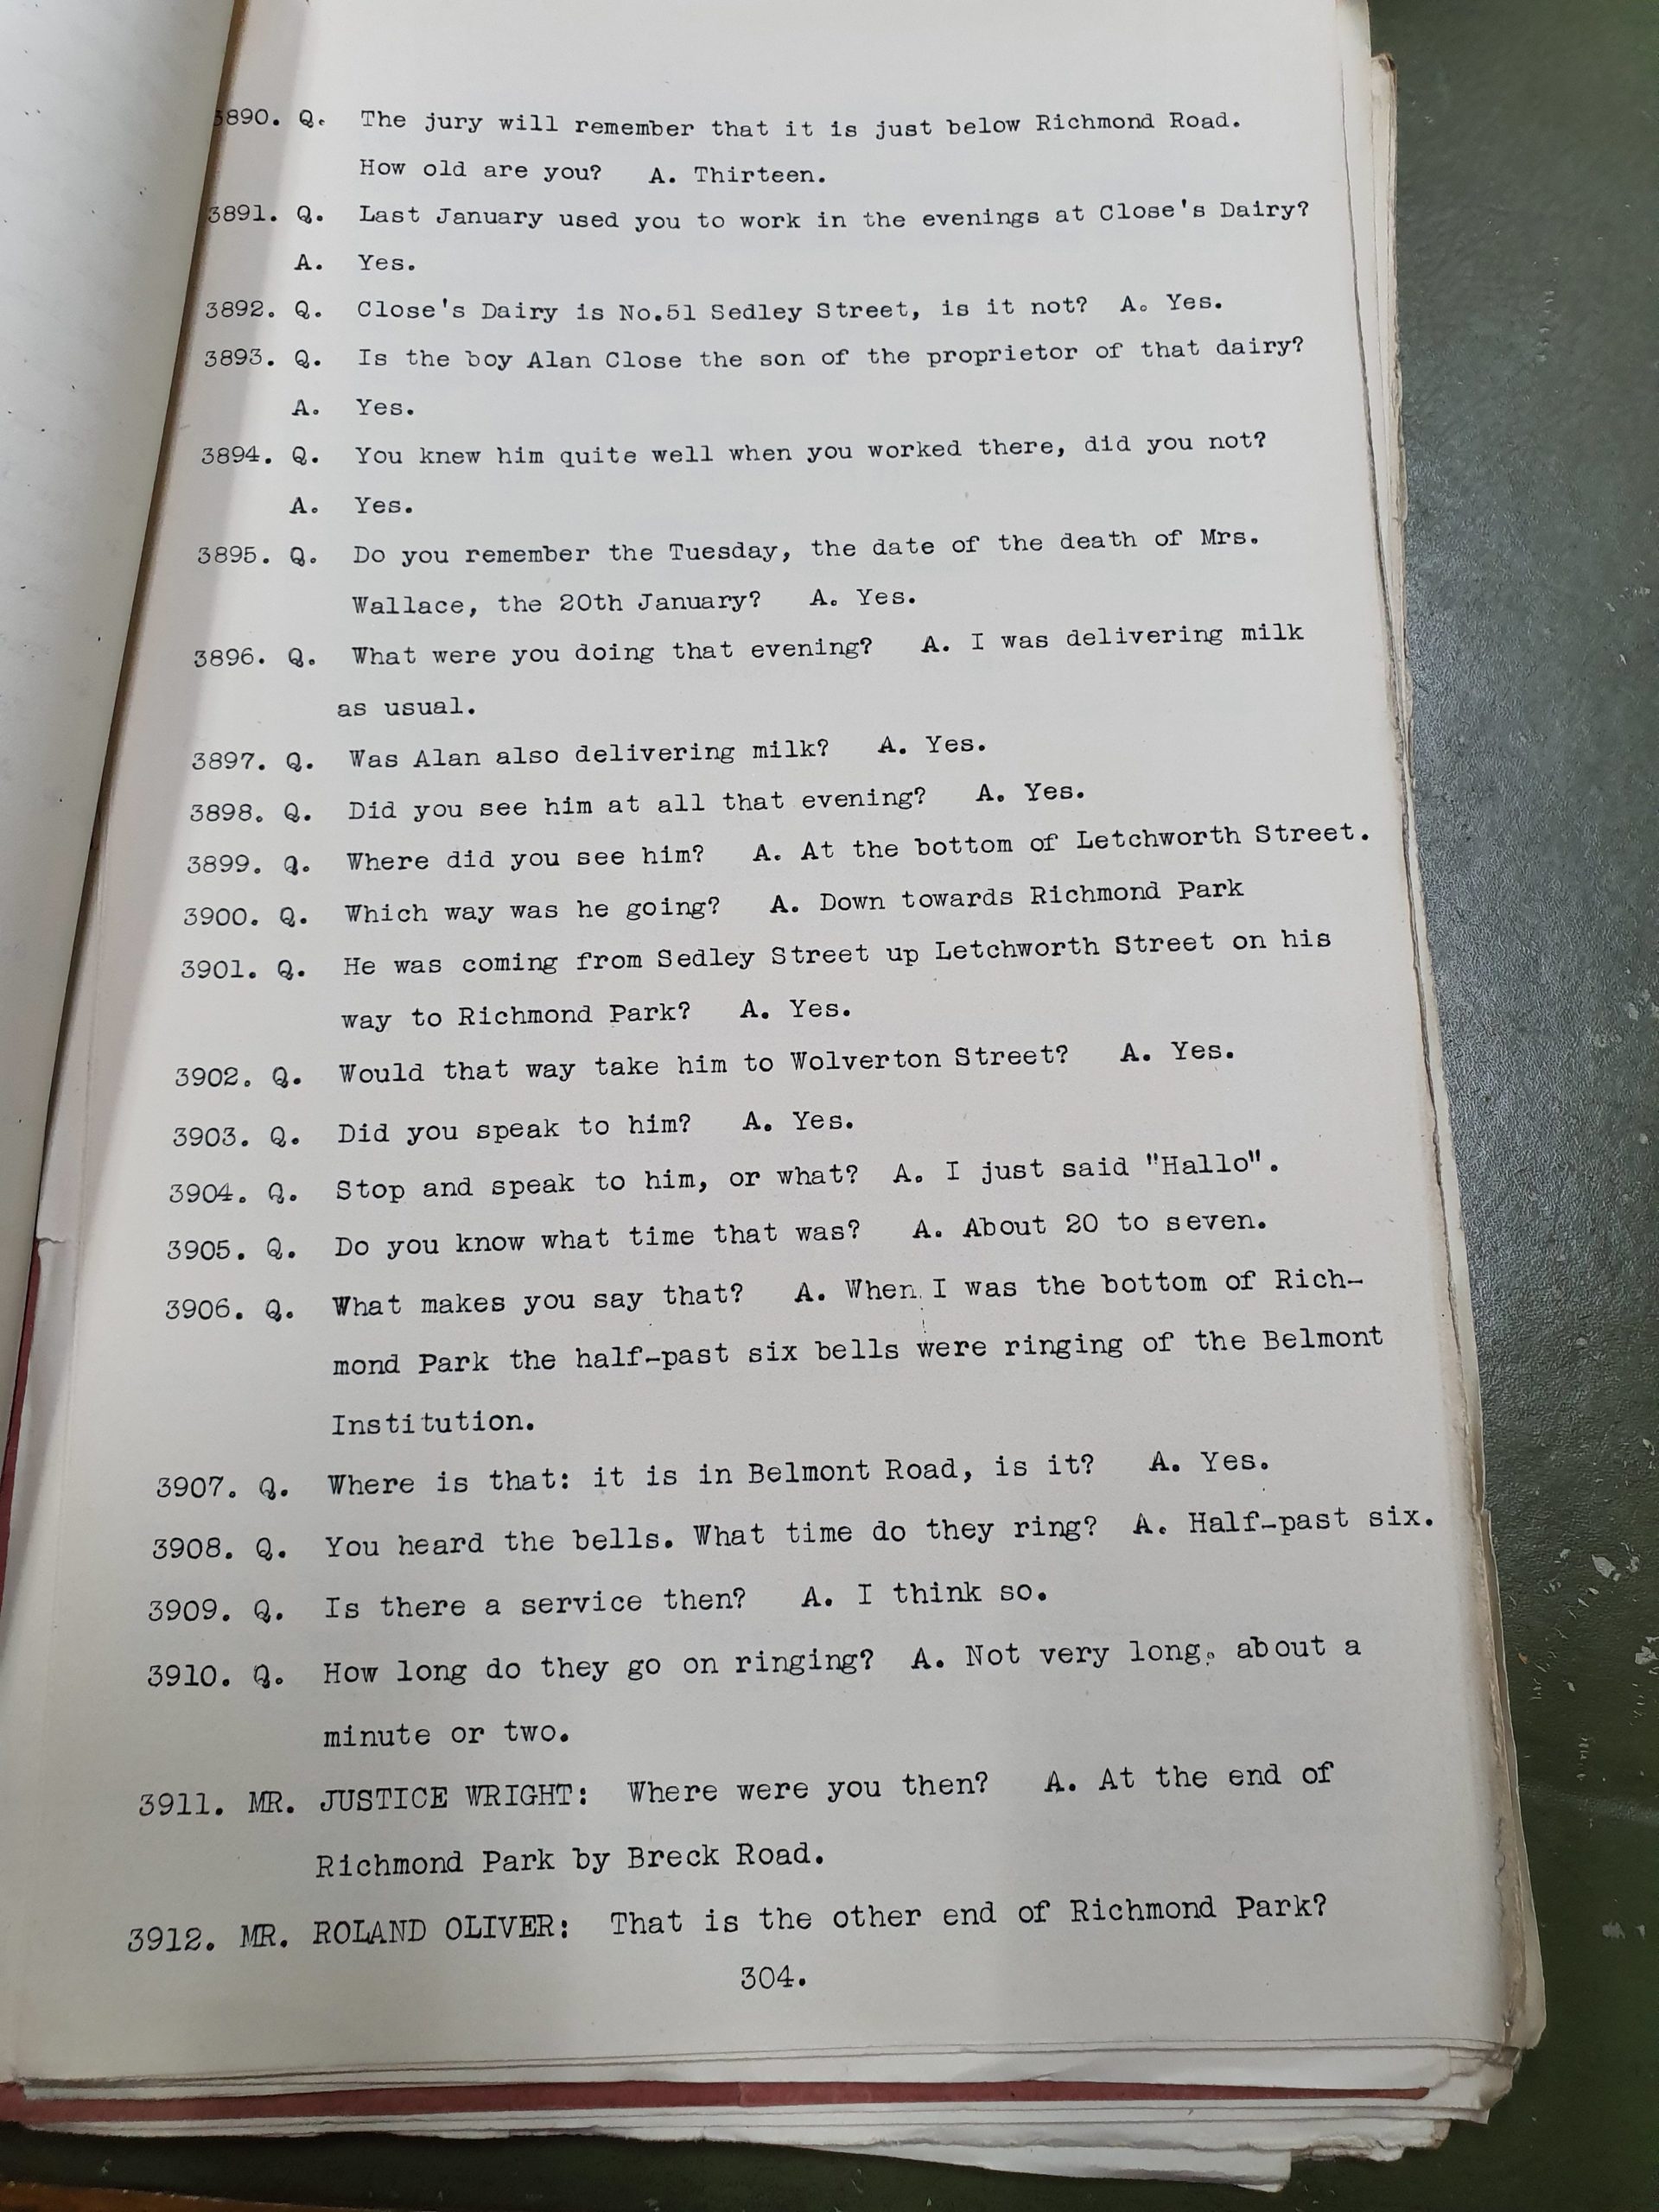 3890. Q. The jury will remember that it is just below Richmond Road.
How old are you? A. Thirteen.
3891. Q. Last January used you to work in the evenings at Close's Dairy?
A. Yes.
3892. Q. Close's Dairy is No.51 Sedley Street, is it not? A. Yes.
3893. Q. Is the boy Alan Close the son of the proprietor of that dairy?
A. Yes.
3894. Q. You knew him quite well when you worked there, did you not?
A. Yes.
3895. Q. Do you remember the Tuesday, the date of the death of Mrs.
Wallace, the 20th January? A. Yes.
3896. Q. What were you doing that evening? A. I was delivering milk
as usual.
3897. Q. Was Alan also delivering milk? A. Yes.
3898. Q. Did you see him at all that evening? A. Yes.
3899. Q. Where did you see him? A. At the bottom of Letchworth Street.
3900. Q. Which way was he going? A. Down towards Richmond Park
3901. Q. He was coming from Sedley Street up Letchworth Street on his
way to Richmond Park? A. Yes.
3902. Q. Would that way take him to Wolverton Street? A. Yes.
3903. Q. Did you speak to him? A. Yes.
3904. Q. Stop and speak to him, or what? A. I just said "Hallo".
3905. Q. Do you know what time that was? A. About 20 to seven.
3906. Q. What makes you say that? A. When I was the bottom of Rich-
mond Park the half-past six bells were ringing of the Belmont
Institution.
3907. Q. Where is that: it is in Belmont Road, is it? A. Yes.
3908. Q. You heard the bells. What time do they ring? A. Half-past six.
3909. Q. Is there a service then? A. I think so.
3910. Q. How long do they go on ringing? A. Not very long, about a
minute or two.
3911. MR. JUSTICE WRIGHT: Where were you then? A. At the end of
Richmond Park by Breck Road.
3912. MR. ROLAND OLIVER: That is the other end of Richmond Park?
304.